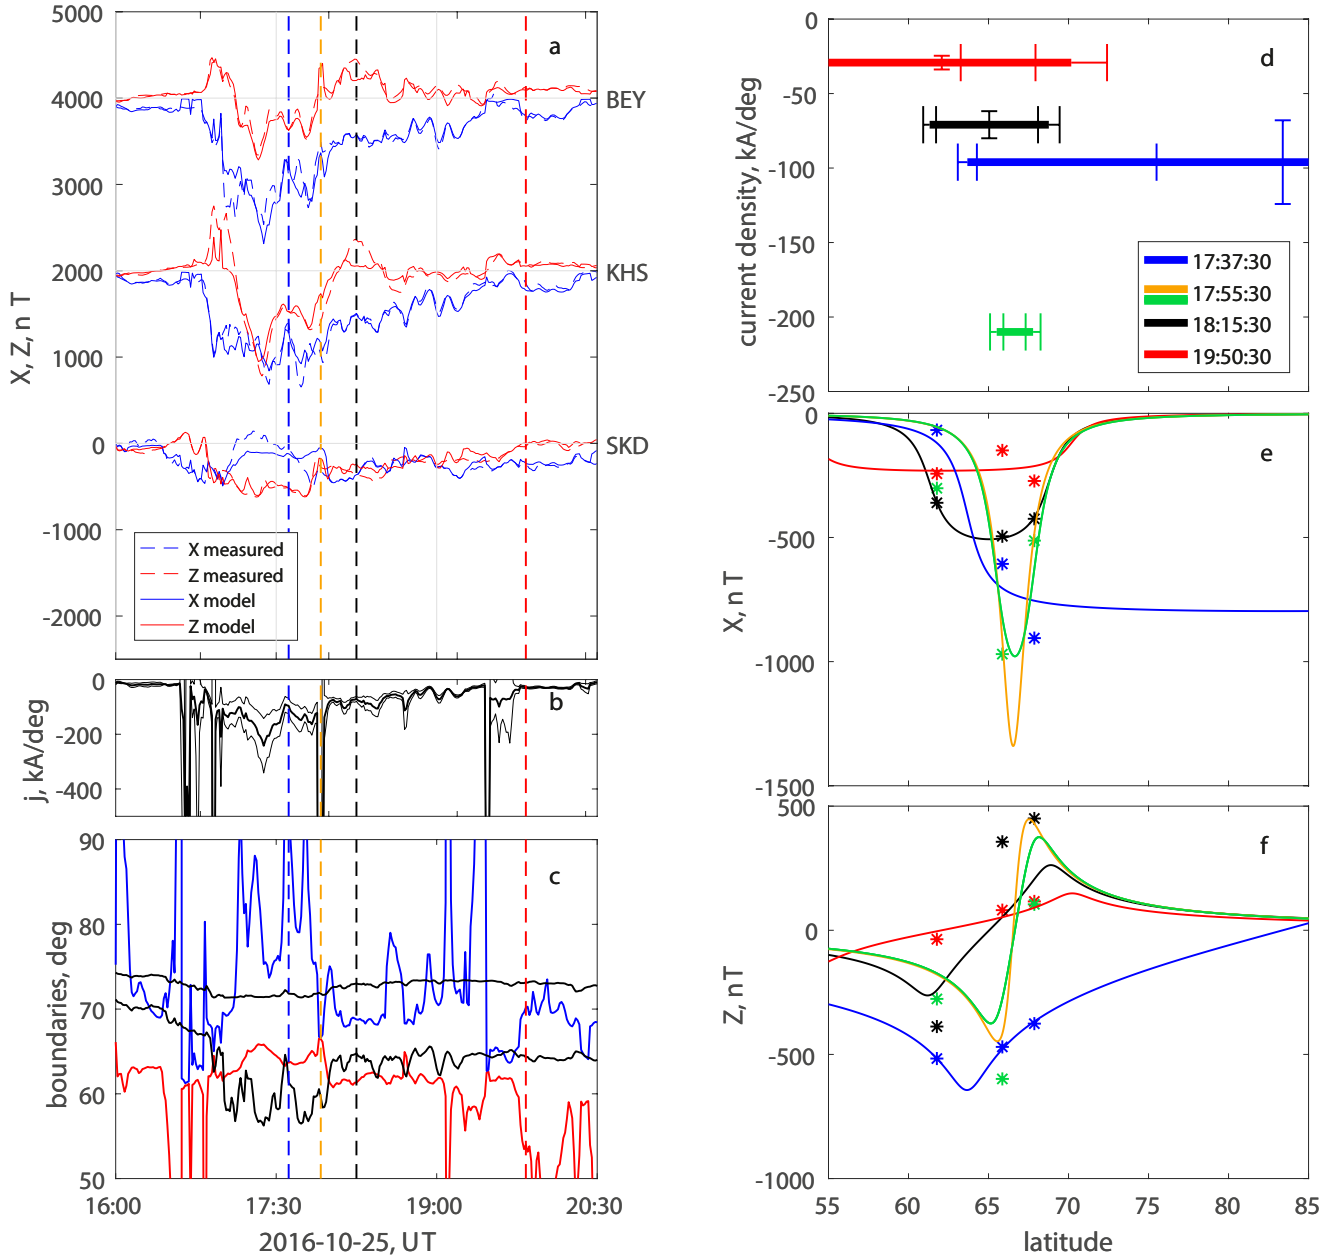 5000
4000
3000
2000
1000
0
-1000
-2000
X, Z, n T
a
BEY
KHS
SKD
X measured
Z measured
X model
Z model
0
-200
-400
j, kA/deg
b
90
80
70
60
50
boundaries, deg
c
16:00
17:30
19:00
20:30
2016-10-25, UT
0
-50
-100
-150
-200
-250
current density, kA/deg
d
17:37:30
17:55:30
18:15:30
19:50:30
0
-500
-1000
-1500
X, n T
e
500
0
-500
-1000
Z, n T
f
55
60
65
70
75
80
85
latitude